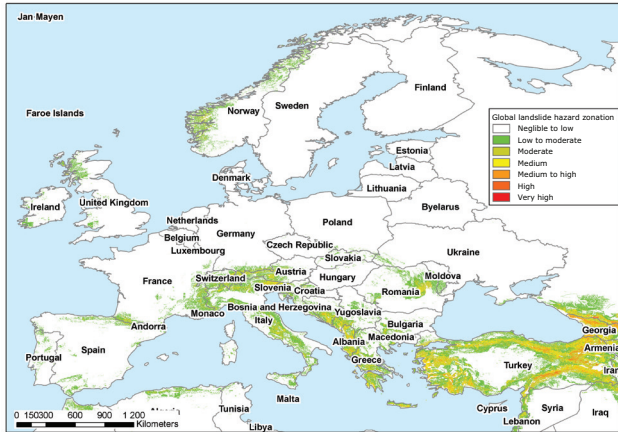 Jan Mayen
Finland
Faroe Islands
Norway
Sweden
Global landslide hazard zonation
Neglible to low
Low to moderate
Moderate
Medium
Medium to high
High
Very high
Estonia
Latvia
Denmark
Lithuania
Ireland
United Kingdom
Byelarus
Netherlands
Germany
Poland
Belgium
Luxembourg
Czech Republic
Ukraine
Slovakia
France
Switzerland
Austria
Hungary
Moldova
Slovenia
Croatia
Romania
Monaco
Bosnia and Herzegovina
Yugoslavia
Andorra
Italy
Bulgaria
Georgia
Portugal
Spain
Albania
Macedonia
Armenia
Greece
Turkey
Iran
Malta
Tunisia
Cyprus
Syria
Lebanon
Iraq
Libya
0 150300 600 900 1 200
Kilometers